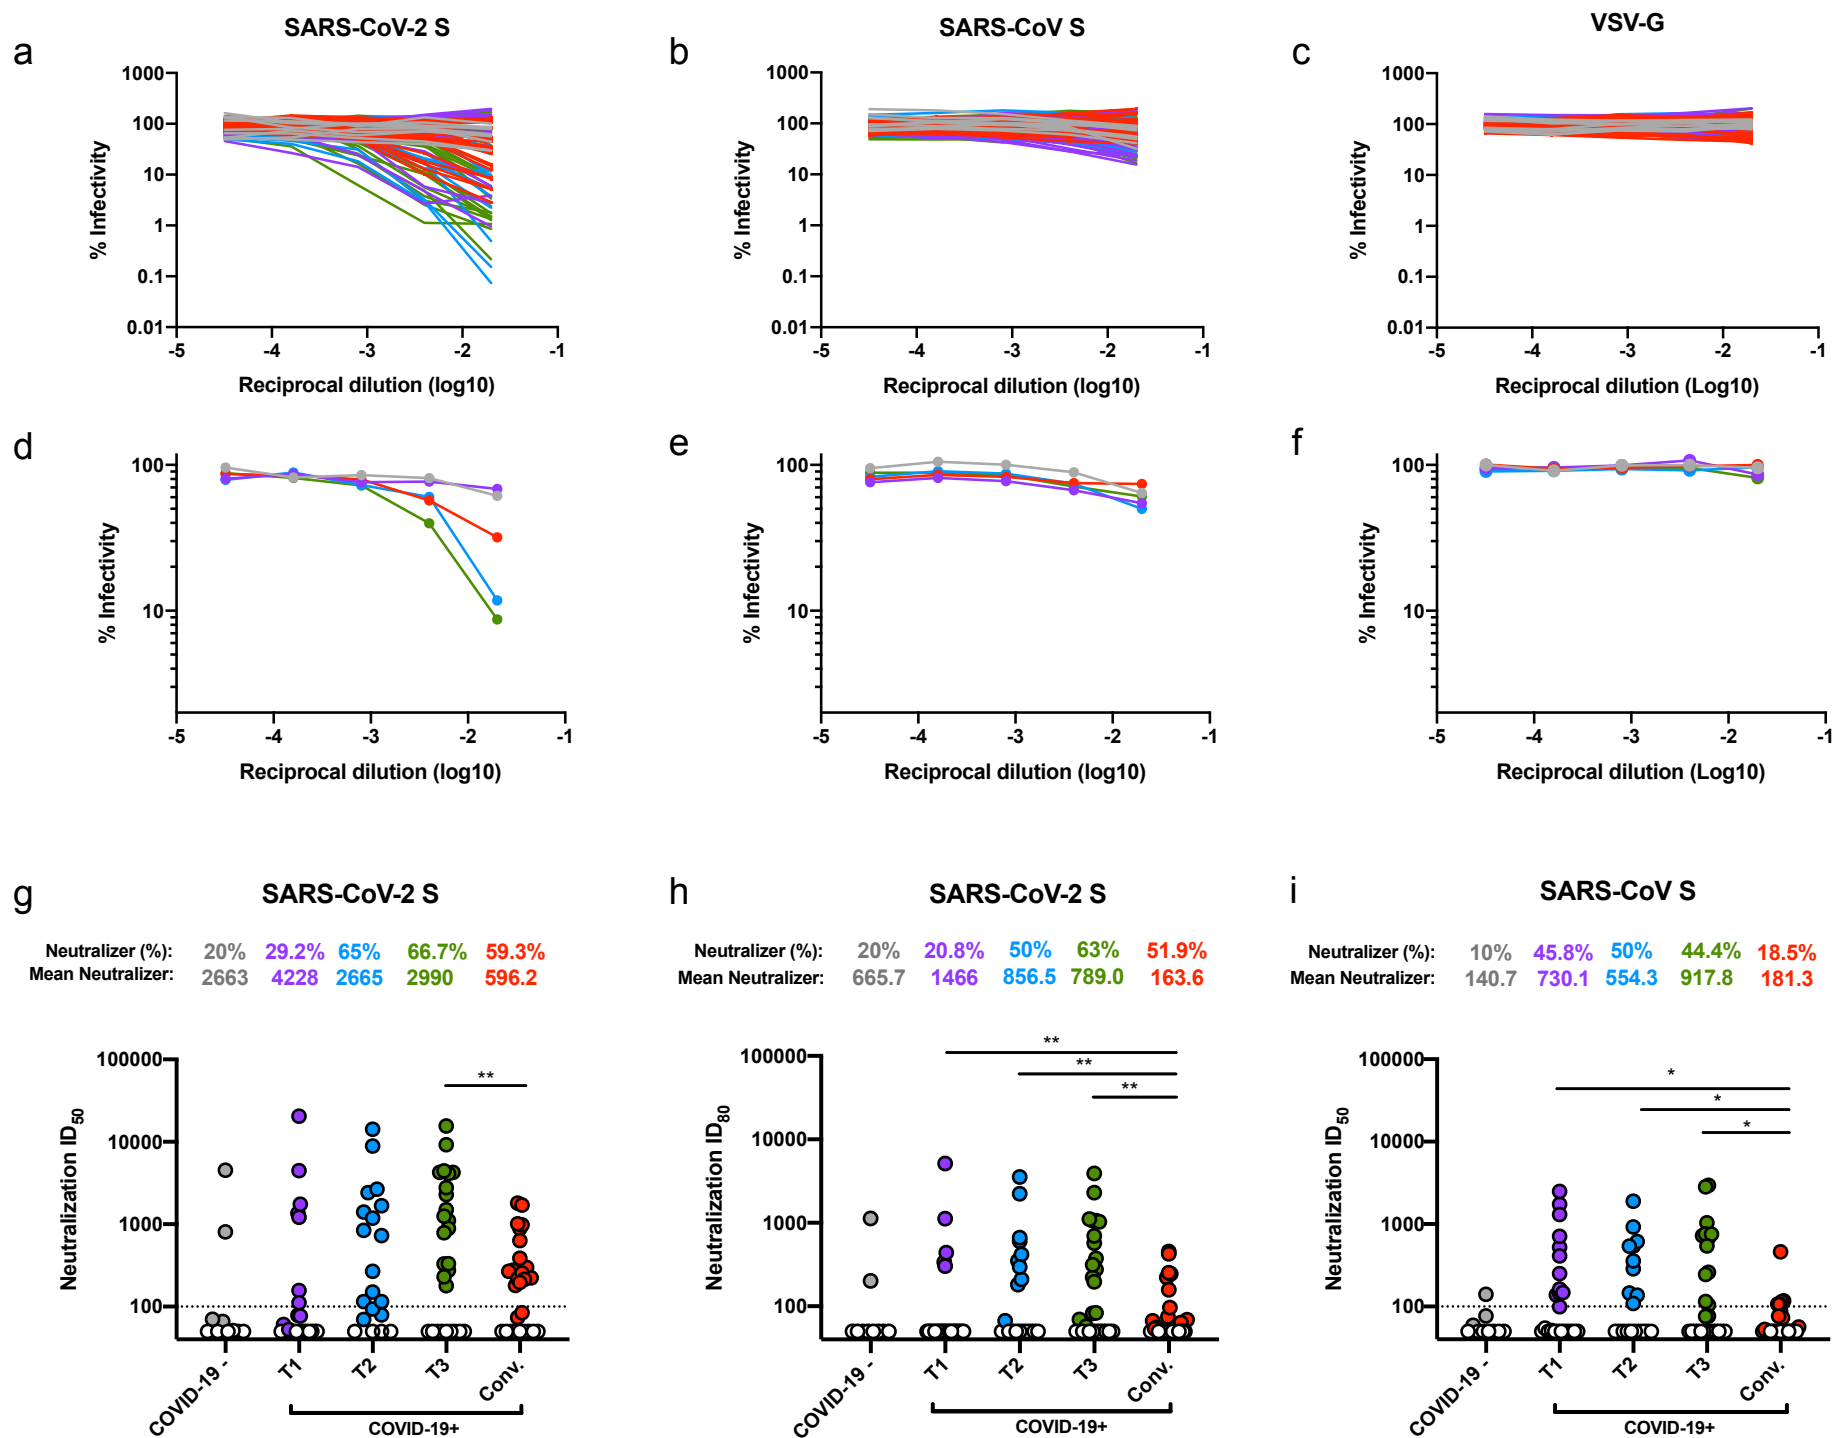 SARS-CoV-2 S
SARS-CoV S
VSV-G
a
b
c
1000
100
10
1
0.1
0.01
% Infectivity
-5 -4 -3 -2 -1
Reciprocal dilution (log10)
1000
100
10
1
0.1
0.01
% Infectivity
-5 -4 -3 -2 -1
Reciprocal dilution (log10)
1000
100
10
1
0.1
0.01
% Infectivity
-5 -4 -3 -2 -1
Reciprocal dilution (Log10)
d
e
f
100
10
% Infectivity
-5 -4 -3 -2 -1
Reciprocal dilution (log10)
100
10
% Infectivity
-5 -4 -3 -2 -1
Reciprocal dilution (log10)
100
10
% Infectivity
-5 -4 -3 -2 -1
Reciprocal dilution (Log10)
g
SARS-CoV-2 S
Neutralizer (%): 20% 29.2% 65% 66.7% 59.3%
Mean Neutralizer: 2663 4228 2665 2990 596.2
100000
10000
1000
100
Neutralization ID50
**
COVID-19 - T1 T2 T3 Conv.
COVID-19+
h
SARS-CoV-2 S
Neutralizer (%): 20% 20.8% 50% 63% 51.9%
Mean Neutralizer: 665.7 1466 856.5 789.0 163.6
100000
10000
1000
100
Neutralization ID80
**
**
**
COVID-19 - T1 T2 T3 Conv.
COVID-19+
i
SARS-CoV S
Neutralizer (%): 10% 45.8% 50% 44.4% 18.5%
Mean Neutralizer: 140.7 730.1 554.3 917.8 181.3
100000
10000
1000
100
Neutralization ID50
*
*
*
COVID-19 - T1 T2 T3 Conv.
COVID-19+